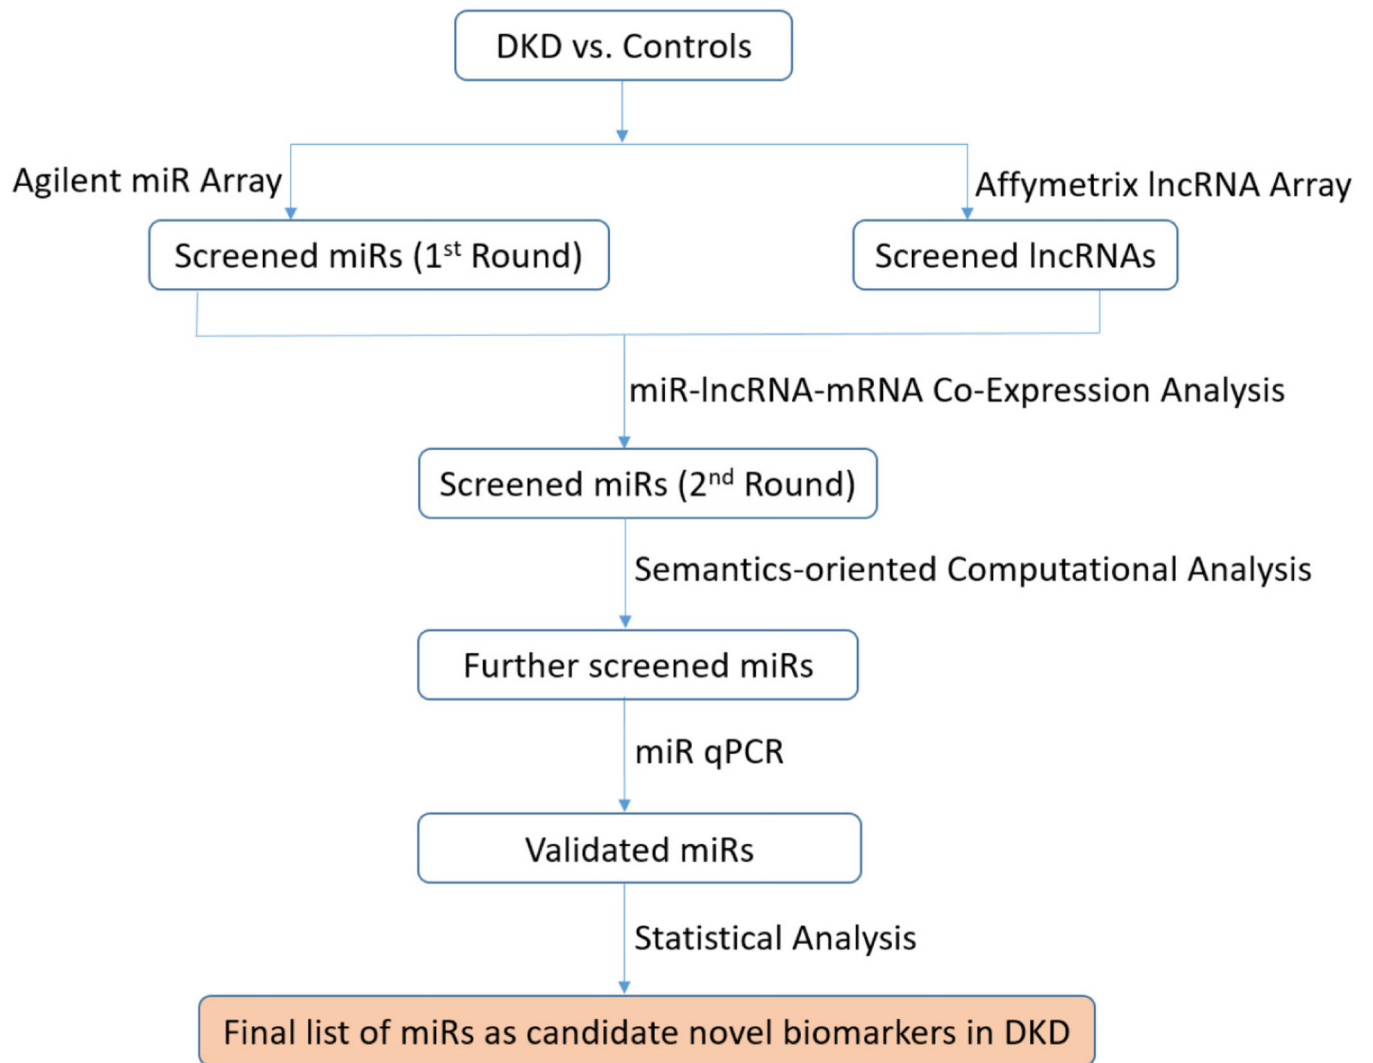 DKD vs. Controls
Agilent miR Array
Affymetrix lncRNA Array
Screened miRs (1st Round)
Screened lncRNAs
miR-lncRNA-mRNA Co-Expression Analysis
Screened miRs (2nd Round)
Semantics-oriented Computational Analysis
Further screened miRs
miR qPCR
Validated miRs
Statistical Analysis
Final list of miRs as candidate novel biomarkers in DKD